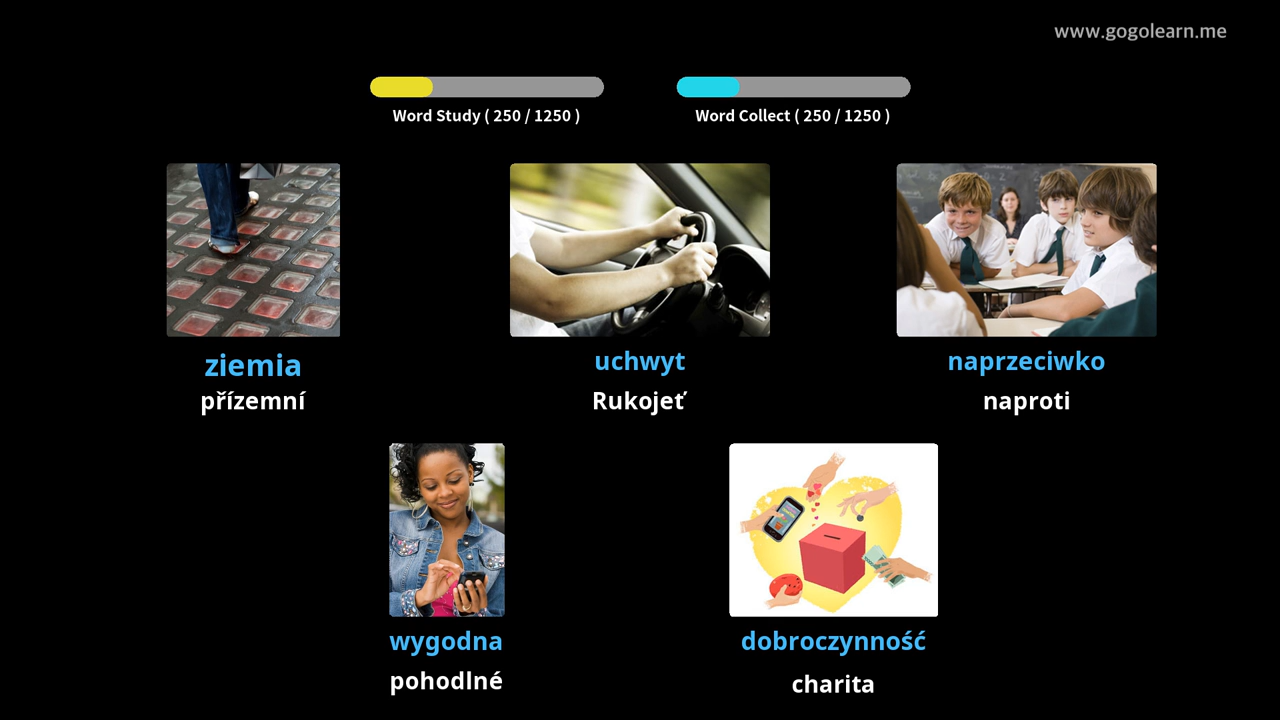 www.gogolearn.me
Word Study ( 250 / 1250 )
Word Collect ( 250 / 1250 )
ziemia
přízemní
uchwyt
Rukojeť
naprzeciwko
naproti
wygodna
pohodlné
dobroczynność
charita